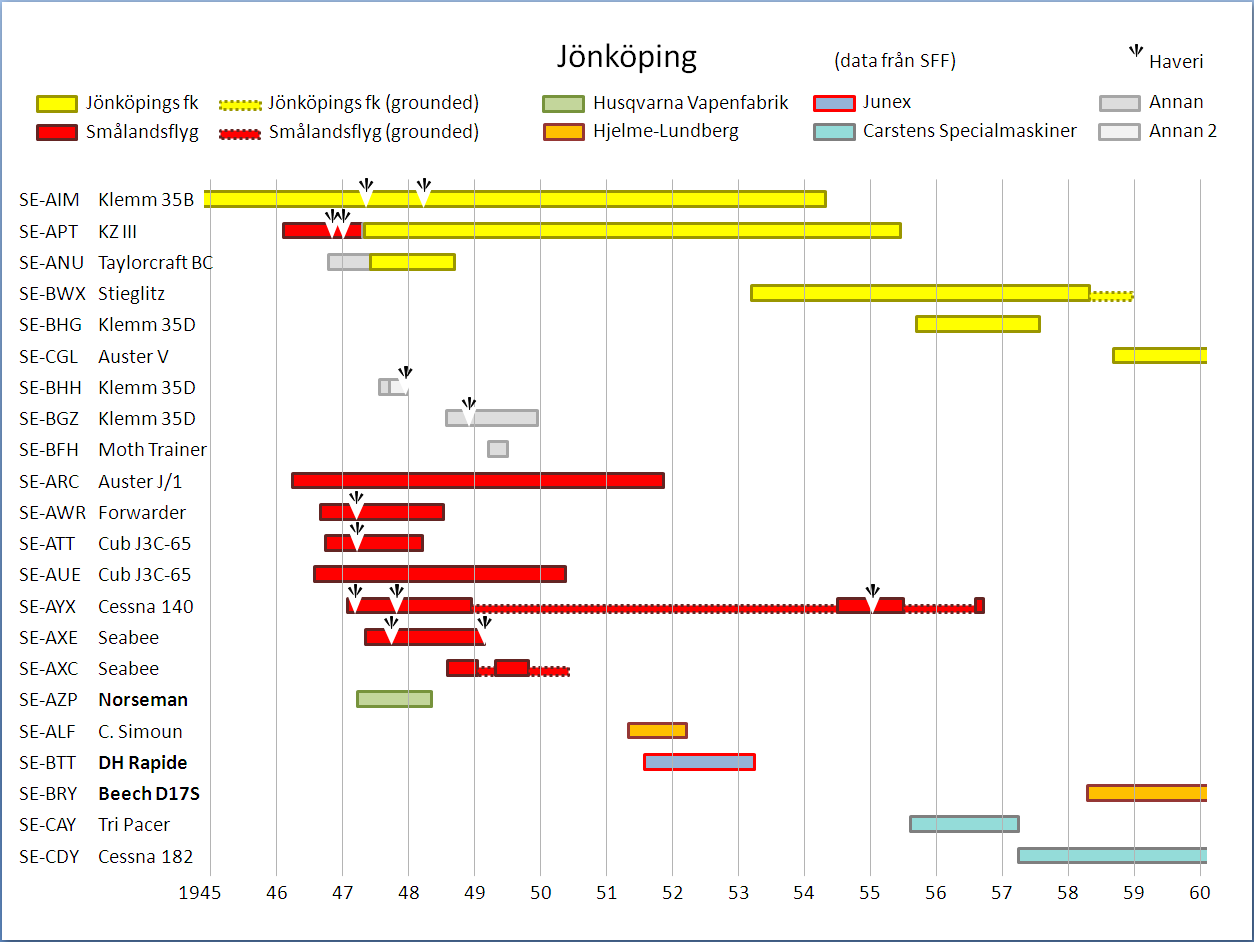 Jönköping
(data från SFF)
Haveri
Jönköpings fk
Jönköpings fk (grounded)
Husqvarna Vapenfabrik
Junex
Annan
Smålandsflyg
Smålandsflyg (grounded)
Hjelme-Lundberg
Carstens Specialmaskiner
Annan 2
SE-AIM Klemm 35B
SE-APT KZ III
SE-ANU Taylorcraft BC
SE-BWX Stieglitz
SE-BHG Klemm 35D
SE-CGL Auster V
SE-BHH Klemm 35D
SE-BGZ Klemm 35D
SE-BFH Moth Trainer
SE-ARC Auster J/1
SE-AWR Forwarder
SE-ATT Cub J3C-65
SE-AUE Cub J3C-65
SE-AYX Cessna 140
SE-AXE Seabee
SE-AXC Seabee
SE-AZP Norseman
SE-ALF C. Simoun
SE-BTT DH Rapide
SE-BRY Beech D17S
SE-CAY Tri Pacer
SE-CDY Cessna 182
1945 46 47 48 49 50 51 52 53 54 55 56 57 58 59 60